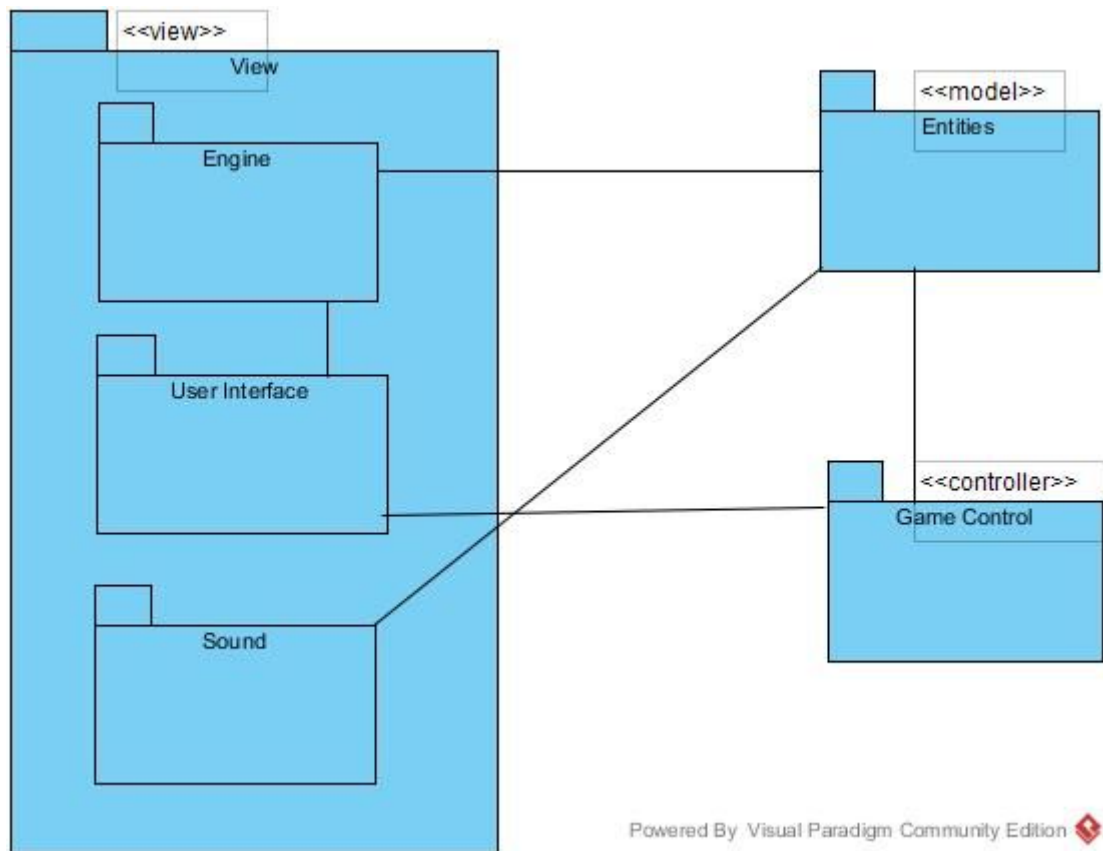 <<view>>
View
<<model>>
Entities
Engine
User Interface
<<controller>>
Game Control
Sound
Powered By Visual Paradigm Community Edition